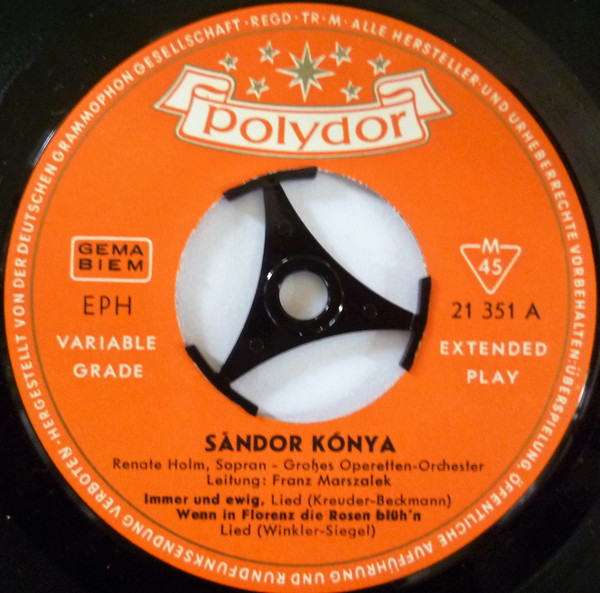 HERGESTELLT VON DER DEUTSCHEN GRAMMOPHON GESELLSCHAFT · REGD · TR · M · ALLE HERSTELLER- UND URHEBERRECHTE VORBEHALTEN · ÜBERSPIELUNG, ÖFFENTLICHE AUFFÜHRUNG UND RUNDFUNKSENDUNG VERBOTEN ·
Polydor
GEMA
BIEM
EPH
VARIABLE
GRADE
M
45
21 351 A
EXTENDED
PLAY
SĀNDOR KŌNYA
Renate Holm, Sopran - Großes Operetten-Orchester
Leitung: Franz Marszalek
Immer und ewig, Lied (Kreuder-Beckmann)
Wenn in Florenz die Rosen blüh'n
Lied (Winkler-Siegel)